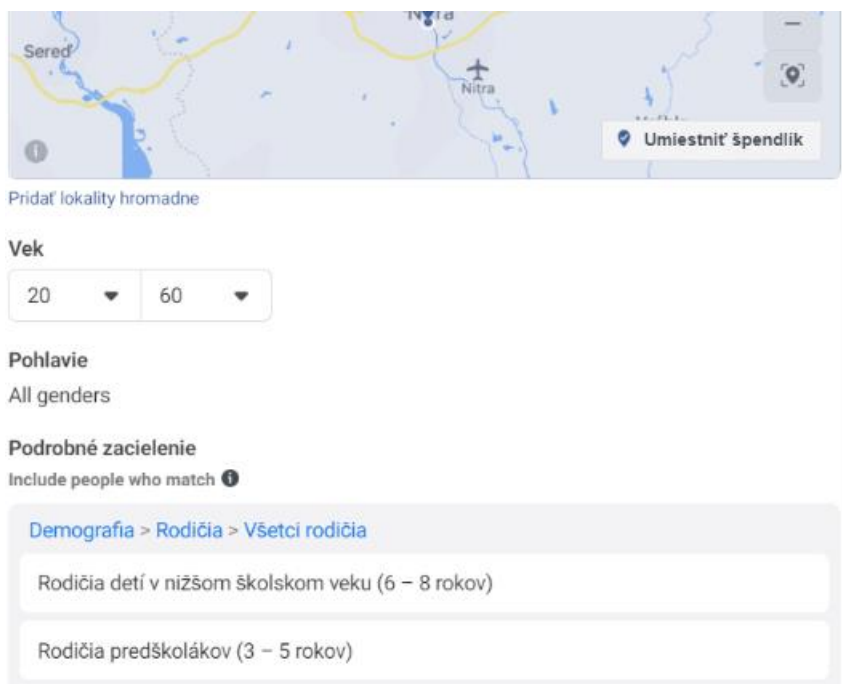 Nitra
Sereď
Nitra
Umiestniť špendlík
Pridať lokality hromadne
Vek
20
60
Pohlavie
All genders
Podrobné zacielenie
Include people who match
Demografia > Rodičia > Všetci rodičia
Rodičia detí v nižšom školskom veku (6 – 8 rokov)
Rodičia predškolákov (3 – 5 rokov)